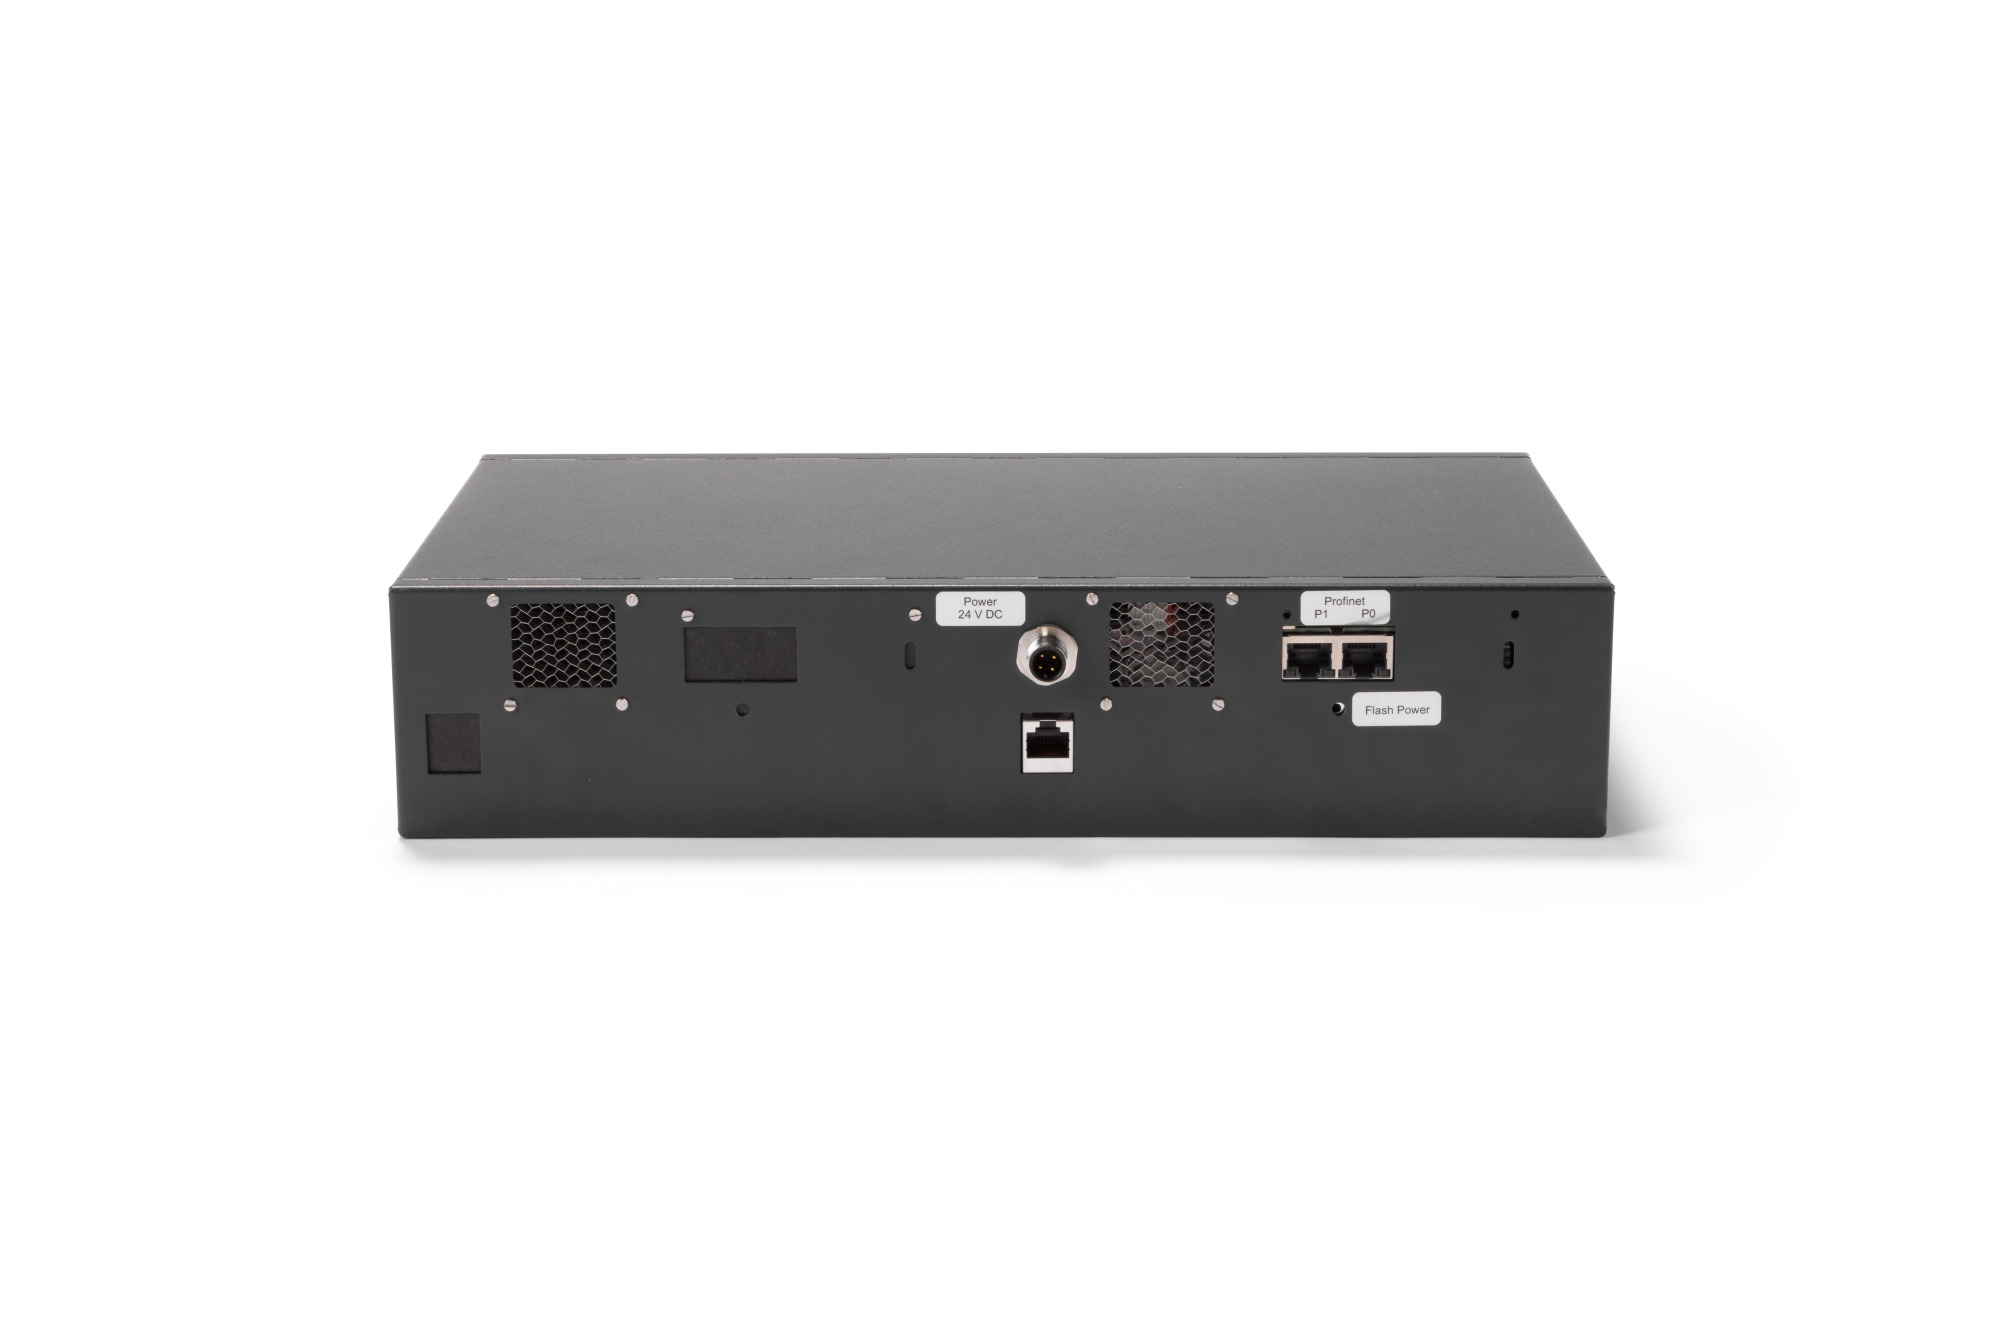 Power
24 V DC
Profinet
P1 P0
Flash Power